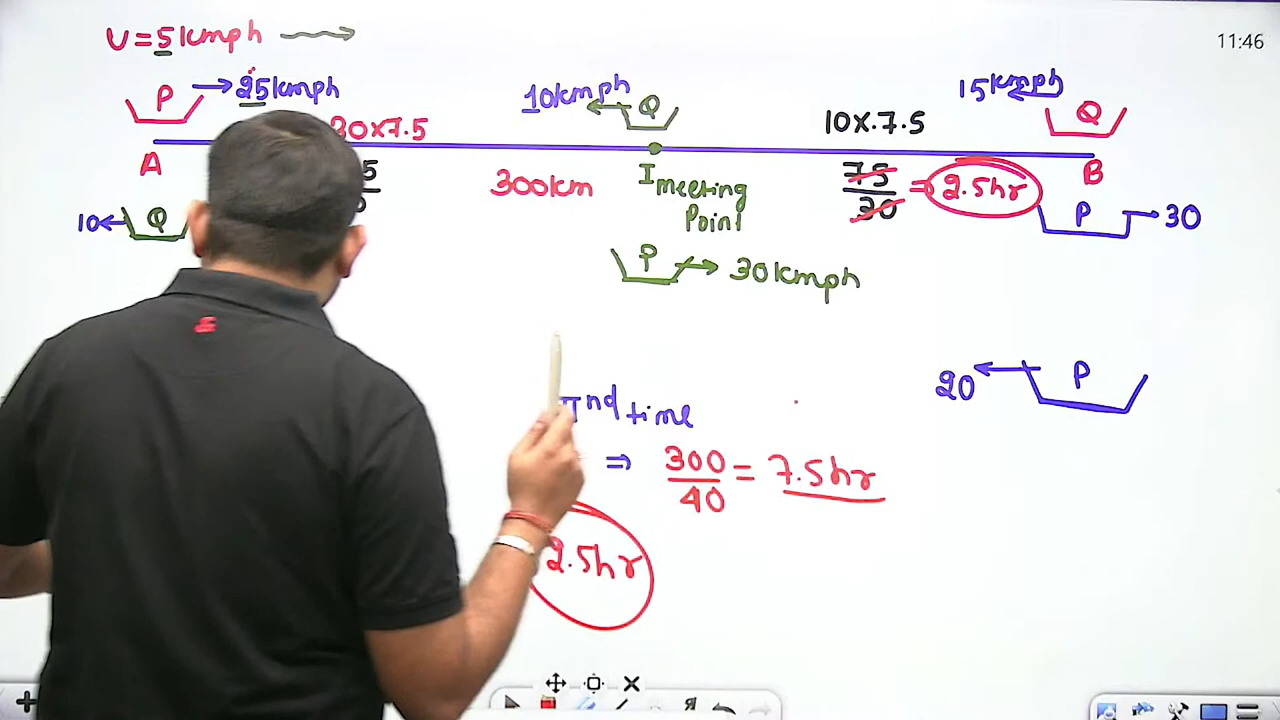 11:46
U = 5kmph
P → 25kmph
10kmph
Q
15kmph
Q
30×7.5
10×7.5
A
300km
I meeting Point
75/30 = 2.5hr
B
10
Q
P → 30
P → 30kmph
20 ← P
IInd time
⇒ 300/40 = 7.5hr
2.5hr